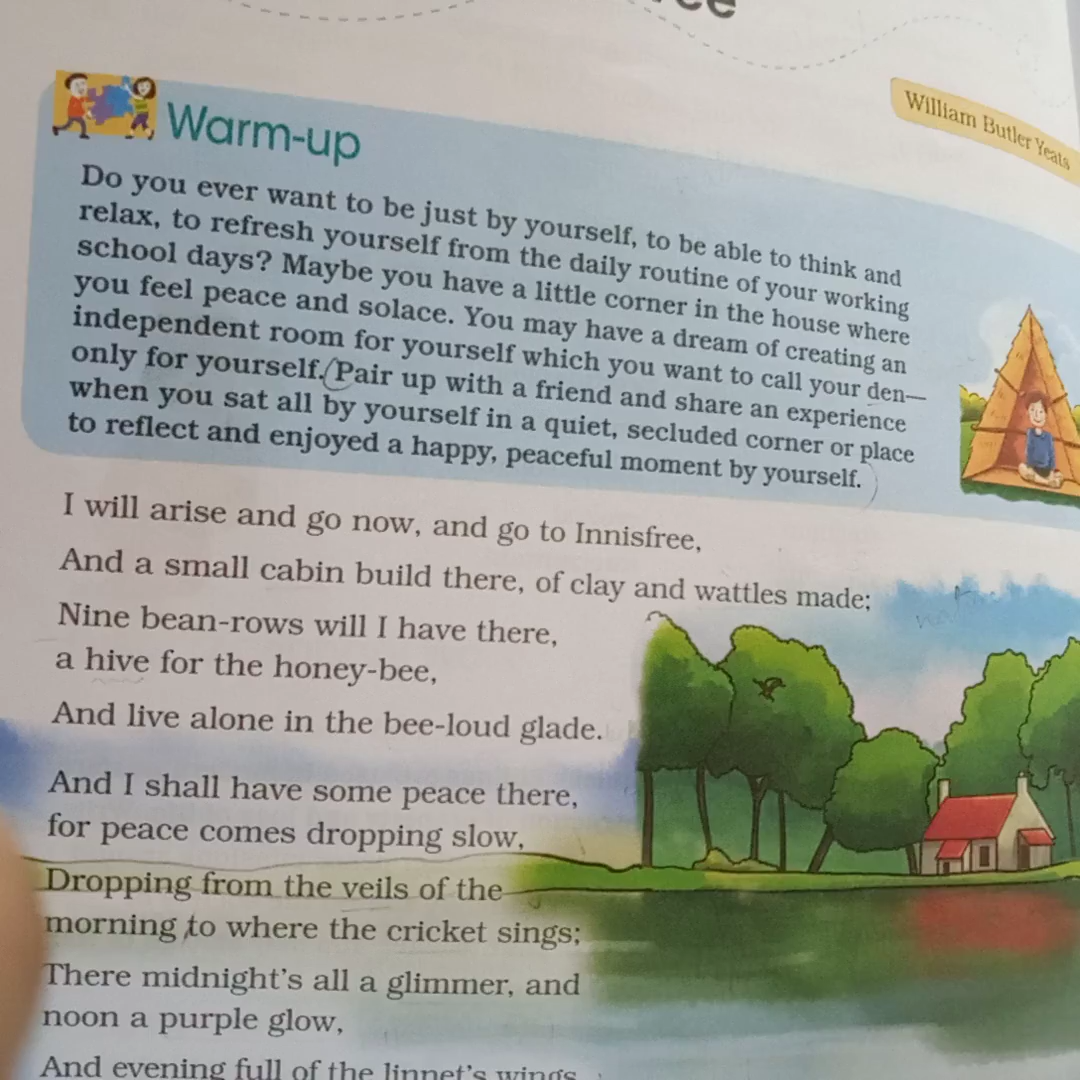 William Butler Yeats
Warm-up
Do you ever want to be just by yourself, to be able to think and
relax, to refresh yourself from the daily routine of your working
school days? Maybe you have a little corner in the house where
you feel peace and solace. You may have a dream of creating an
independent room for yourself which you want to call your den—
only for yourself. (Pair up with a friend and share an experience
when you sat all by yourself in a quiet, secluded corner or place
to reflect and enjoyed a happy, peaceful moment by yourself.)
I will arise and go now, and go to Innisfree,
And a small cabin build there, of clay and wattles made;
Nine bean-rows will I have there,
a hive for the honey-bee,
And live alone in the bee-loud glade.
And I shall have some peace there,
for peace comes dropping slow,
Dropping from the veils of the
morning to where the cricket sings;
There midnight's all a glimmer, and
noon a purple glow,
And evening full of the linnet's wings.